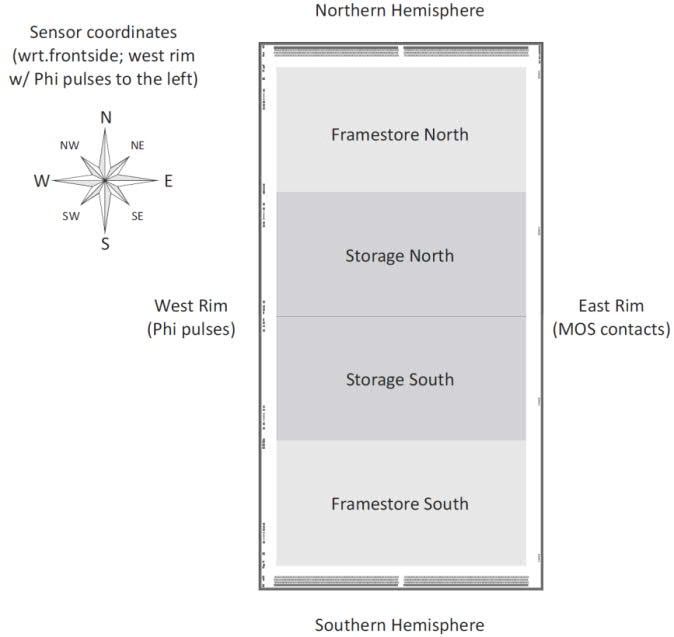 Northern Hemisphere
Sensor coordinates
(wrt.frontside; west rim
w/ Phi pulses to the left)
N
NW
NE
W
E
SW
SE
S
Framestore North
Storage North
West Rim
(Phi pulses)
East Rim
(MOS contacts)
Storage South
Framestore South
Southern Hemisphere